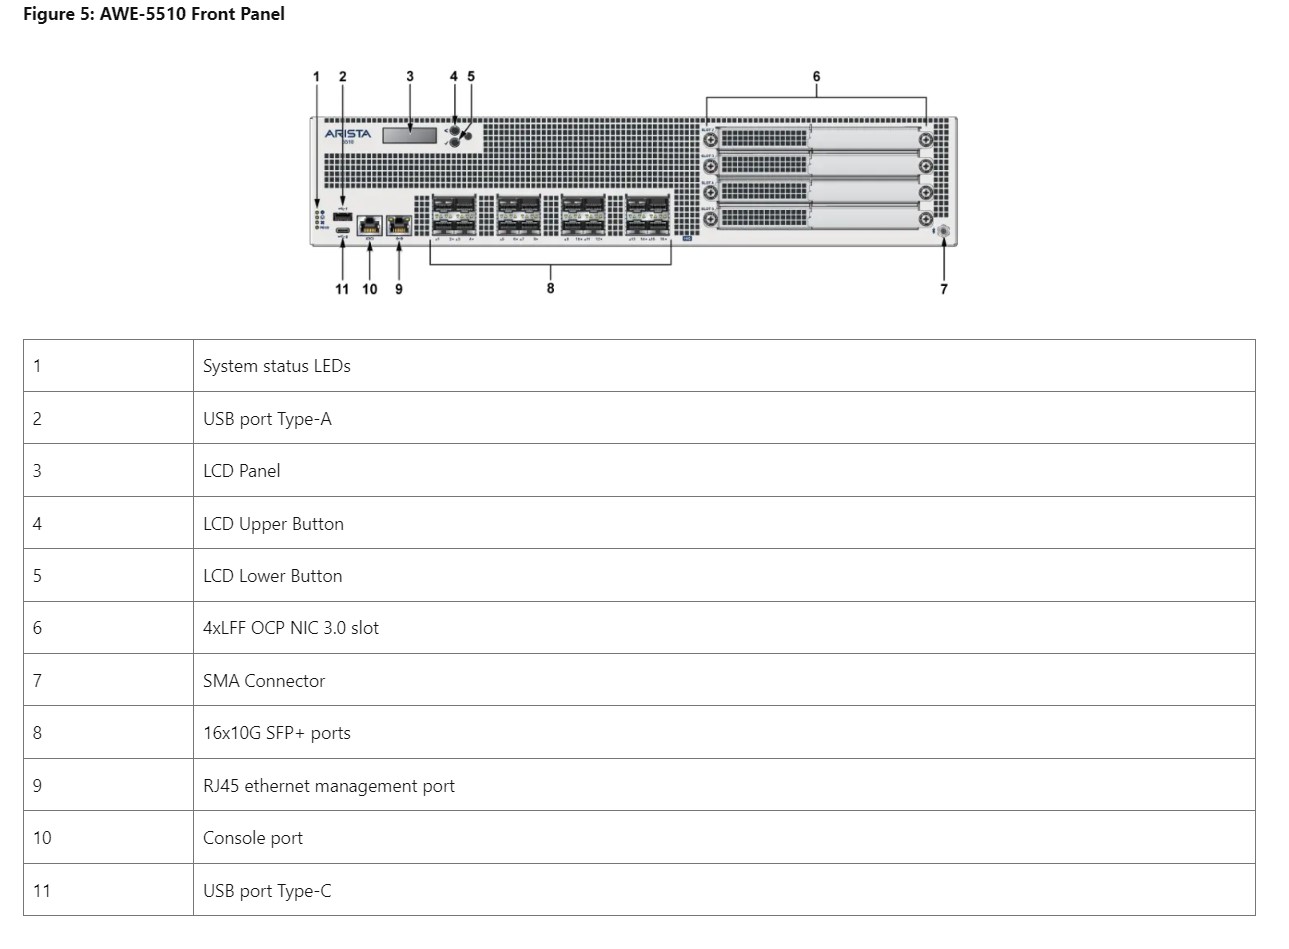 Figure 5: AWE-5510 Front Panel
1 2 3 4 5 6
ARISTA
5510
11 10 9 8 7
1 System status LEDs
2 USB port Type-A
3 LCD Panel
4 LCD Upper Button
5 LCD Lower Button
6 4xLFF OCP NIC 3.0 slot
7 SMA Connector
8 16x10G SFP+ ports
9 RJ45 ethernet management port
10 Console port
11 USB port Type-C